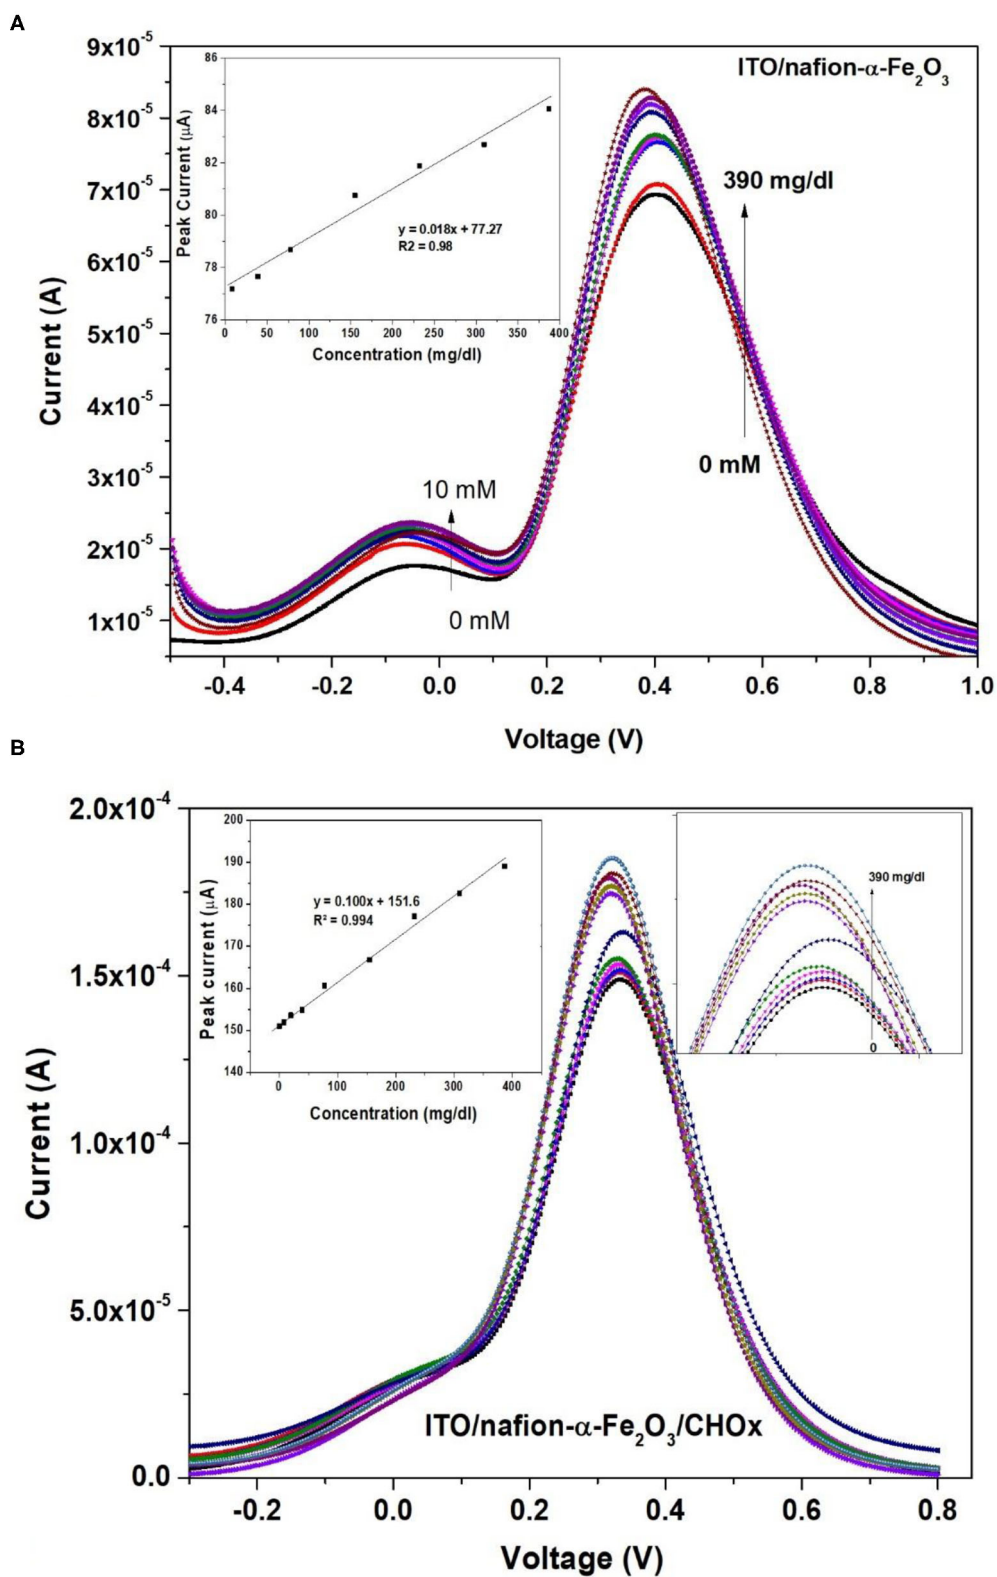 A
9x10⁻⁵
8x10⁻⁵
7x10⁻⁵
6x10⁻⁵
5x10⁻⁵
4x10⁻⁵
3x10⁻⁵
2x10⁻⁵
1x10⁻⁵
Current (A)
-0.4 -0.2 0.0 0.2 0.4 0.6 0.8 1.0
Voltage (V)
ITO/nafion-α-Fe₂O₃
390 mg/dl
0 mM
10 mM
0 mM
86
84
82
80
78
76
Peak Current (μA)
y = 0.018x + 77.27
R2 = 0.98
0 50 100 150 200 250 300 350 400
Concentration (mg/dl)
B
2.0x10⁻⁴
1.5x10⁻⁴
1.0x10⁻⁴
5.0x10⁻⁵
0.0
Current (A)
-0.2 0.0 0.2 0.4 0.6 0.8
Voltage (V)
ITO/nafion-α-Fe₂O₃/CHOx
200
190
180
170
160
150
140
Peak current (μA)
y = 0.100x + 151.6
R² = 0.994
0 100 200 300 400
Concentration (mg/dl)
390 mg/dl
0